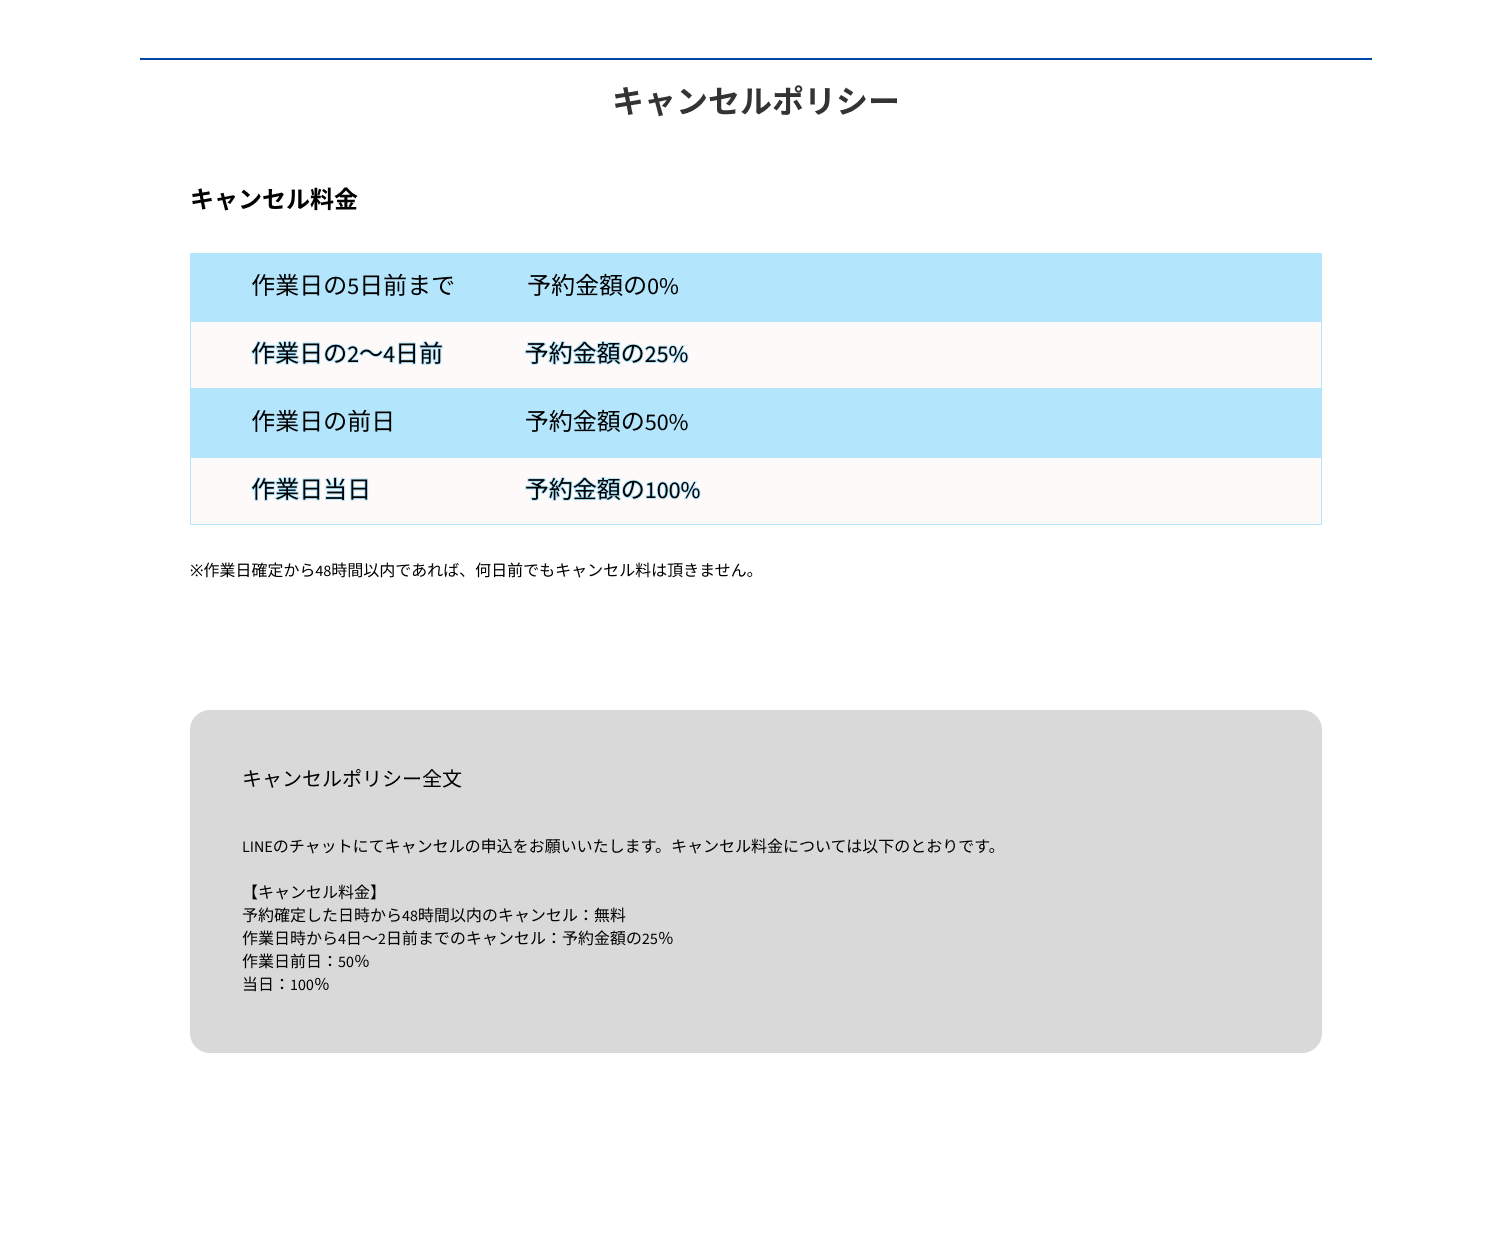 キャンセルポリシー
キャンセル料金
作業日の5日前まで 予約金額の0%
作業日の2〜4日前 予約金額の25%
作業日の前日 予約金額の50%
作業日当日 予約金額の100%
※作業日確定から48時間以内であれば、何日前でもキャンセル料は頂きません。
キャンセルポリシー全文
LINEのチャットにてキャンセルの申込をお願いいたします。キャンセル料金については以下のとおりです。
【キャンセル料金】
予約確定した日時から48時間以内のキャンセル：無料
作業日時から4日〜2日前までのキャンセル：予約金額の25％
作業日前日：50％
当日：100％